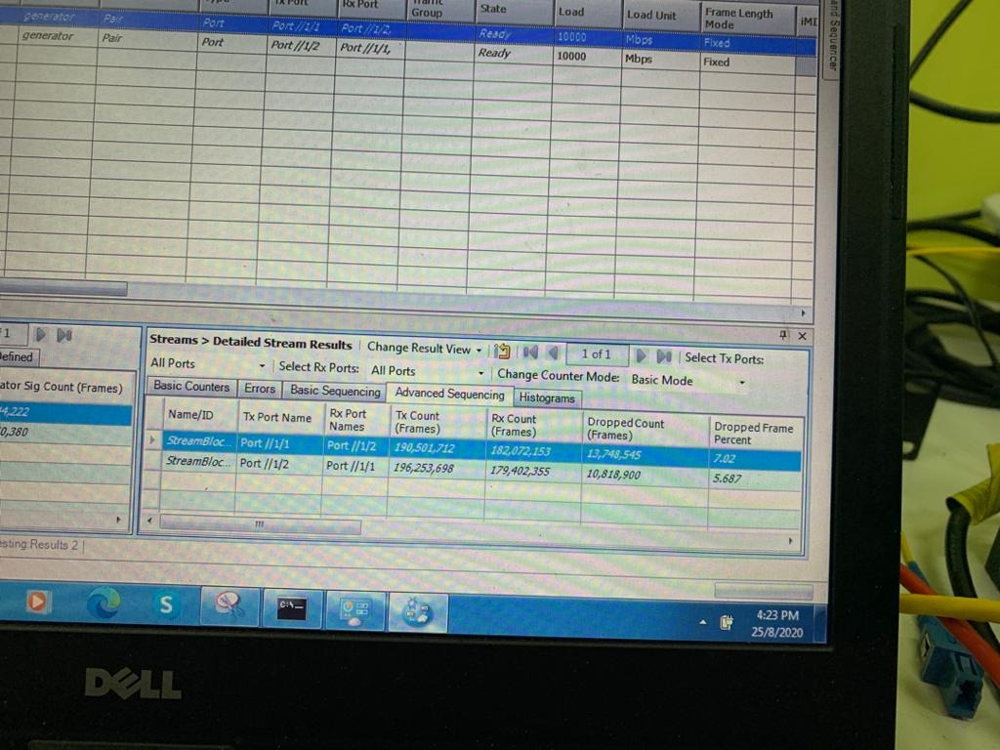 Type Tx Port Rx Port Traffic Group State Load Load Unit Frame Length Mode iMI
generator Pair Port Port //1/1 Port //1/2, Ready 10000 Mbps Fixed
generator Pair Port Port //1/2 Port //1/1, Ready 10000 Mbps Fixed
and Sequencer
1
efined
ator Sig Count (Frames)
4,222
0,380
Streams > Detailed Stream Results Change Result View 1 of 1 Select Tx Ports:
All Ports Select Rx Ports: All Ports Change Counter Mode: Basic Mode
Basic Counters Errors Basic Sequencing Advanced Sequencing Histograms
Name/ID Tx Port Name Rx Port Names Tx Count (Frames) Rx Count (Frames) Dropped Count (Frames) Dropped Frame Percent
StreamBloc... Port //1/1 Port //1/2 190,501,712 182,072,153 13,748,545 7.02
StreamBloc... Port //1/2 Port //1/1 196,253,698 179,402,355 10,818,900 5.687
sting:Results 2
S
C:\
4:23 PM
25/8/2020
DELL